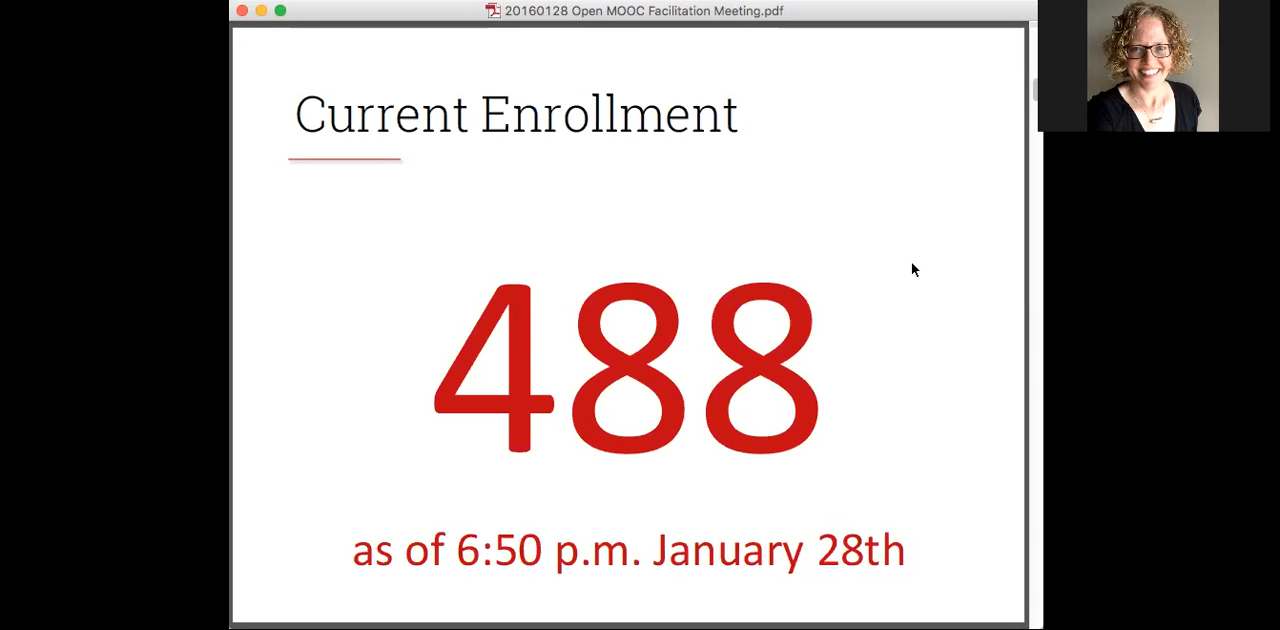 20160128 Open MOOC Facilitation Meeting.pdf
Current Enrollment
488
as of 6:50 p.m. January 28th